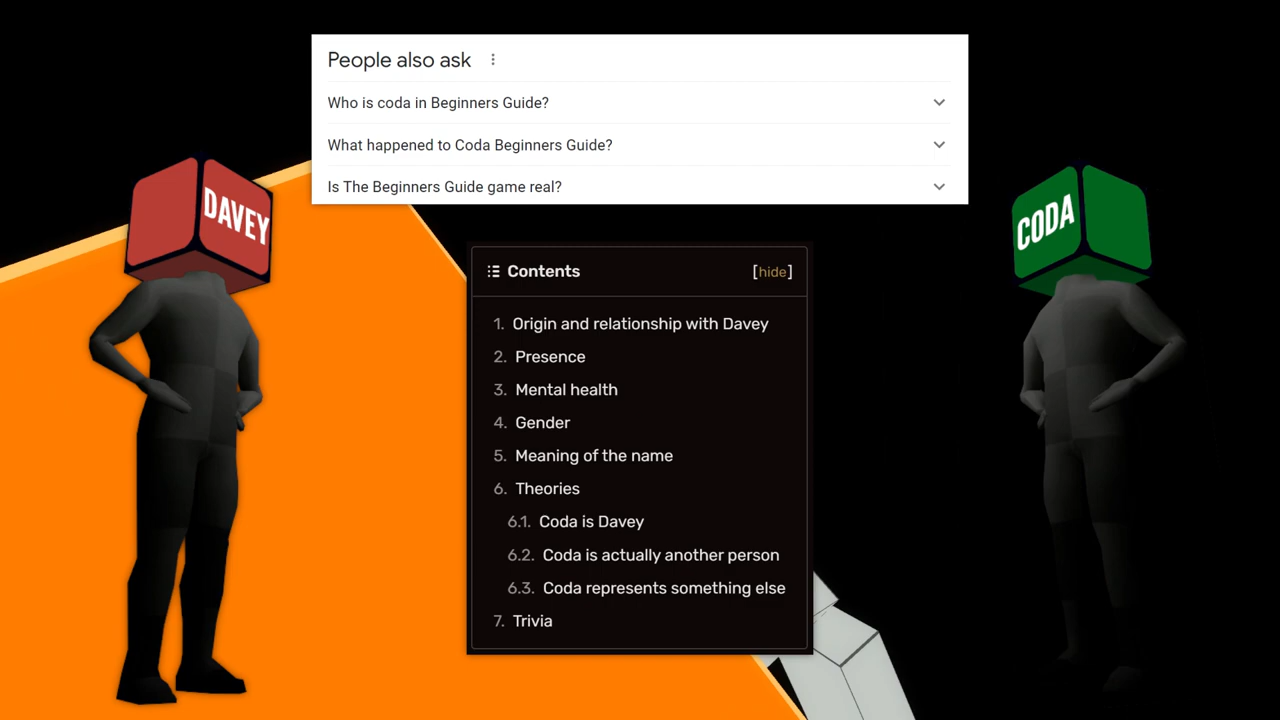 People also ask
Who is coda in Beginners Guide?
What happened to Coda Beginners Guide?
Is The Beginners Guide game real?
DAVEY
CODA
Contents [hide]
1. Origin and relationship with Davey
2. Presence
3. Mental health
4. Gender
5. Meaning of the name
6. Theories
6.1. Coda is Davey
6.2. Coda is actually another person
6.3. Coda represents something else
7. Trivia